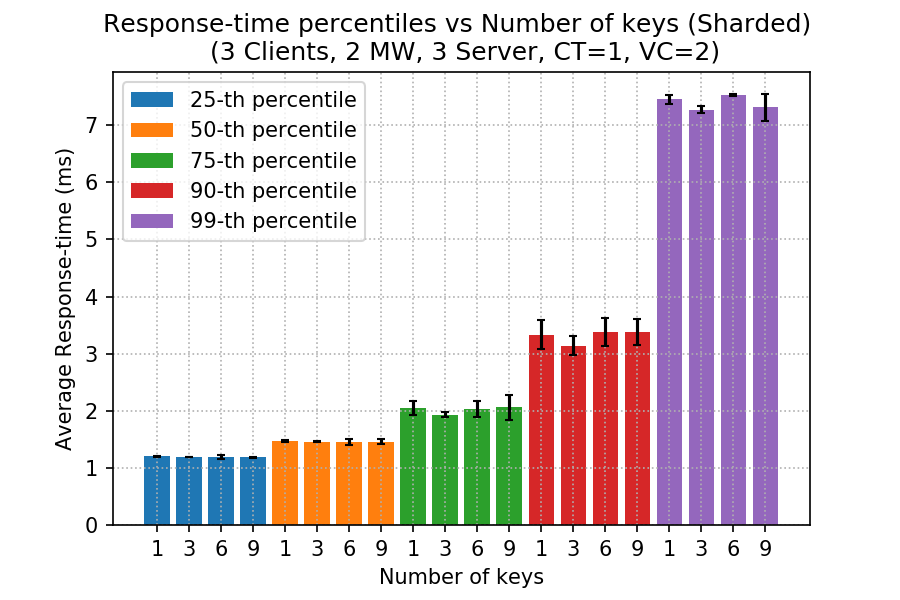 Response-time percentiles vs Number of keys (Sharded)
(3 Clients, 2 MW, 3 Server, CT=1, VC=2)
25-th percentile
50-th percentile
75-th percentile
90-th percentile
99-th percentile
Average Response-time (ms)
7
6
5
4
3
2
1
0
1 3 6 9 1 3 6 9 1 3 6 9 1 3 6 9 1 3 6 9
Number of keys